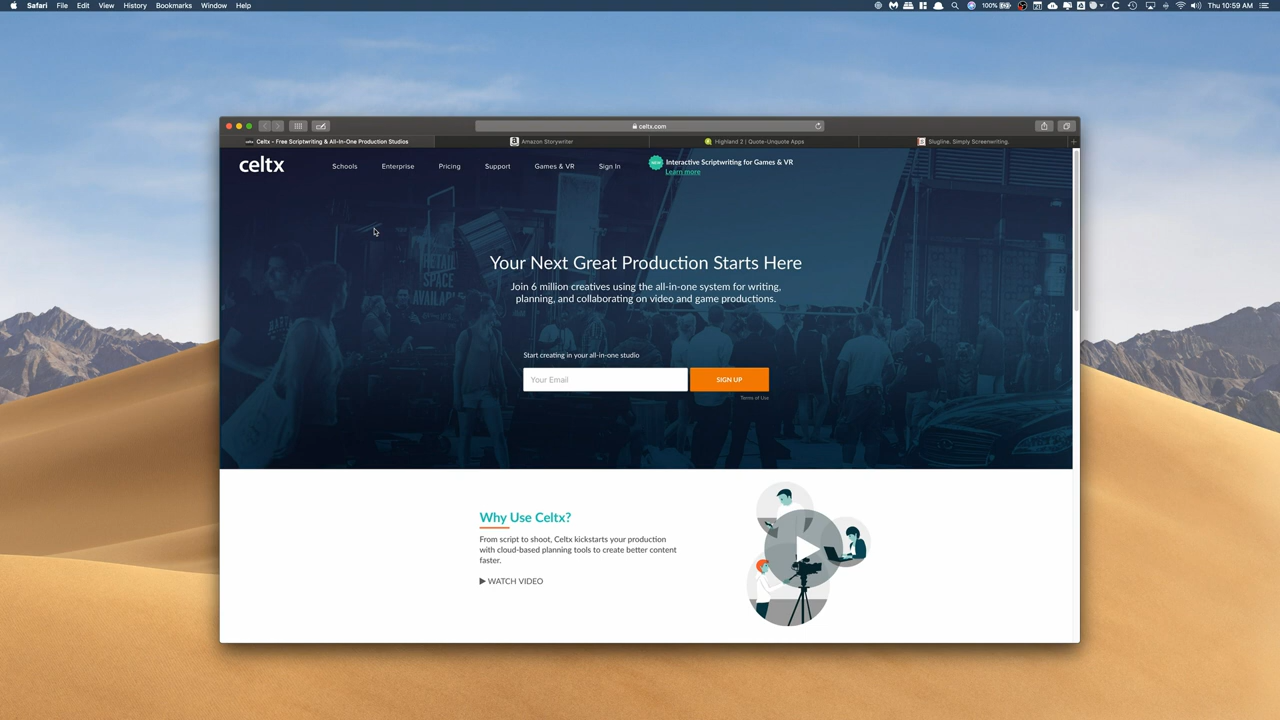 Safari File Edit View History Bookmarks Window Help
100% Thu 10:59 AM
celtx.com
Celtx - Free Scriptwriting & All-In-One Production Studios
Amazon Storywriter
Highland 2 | Quote-Unquote Apps
Slugline. Simply Screenwriting.
celtx
Schools Enterprise Pricing Support Games & VR Sign In
NEW Interactive Scriptwriting for Games & VR
Learn more
RETAIL
SPACE
AVAILABLE
Your Next Great Production Starts Here
Join 6 million creatives using the all-in-one system for writing,
planning, and collaborating on video and game productions.
Start creating in your all-in-one studio
Your Email SIGN UP
Terms of Use
Why Use Celtx?
From script to shoot, Celtx kickstarts your production
with cloud-based planning tools to create better content
faster.
WATCH VIDEO